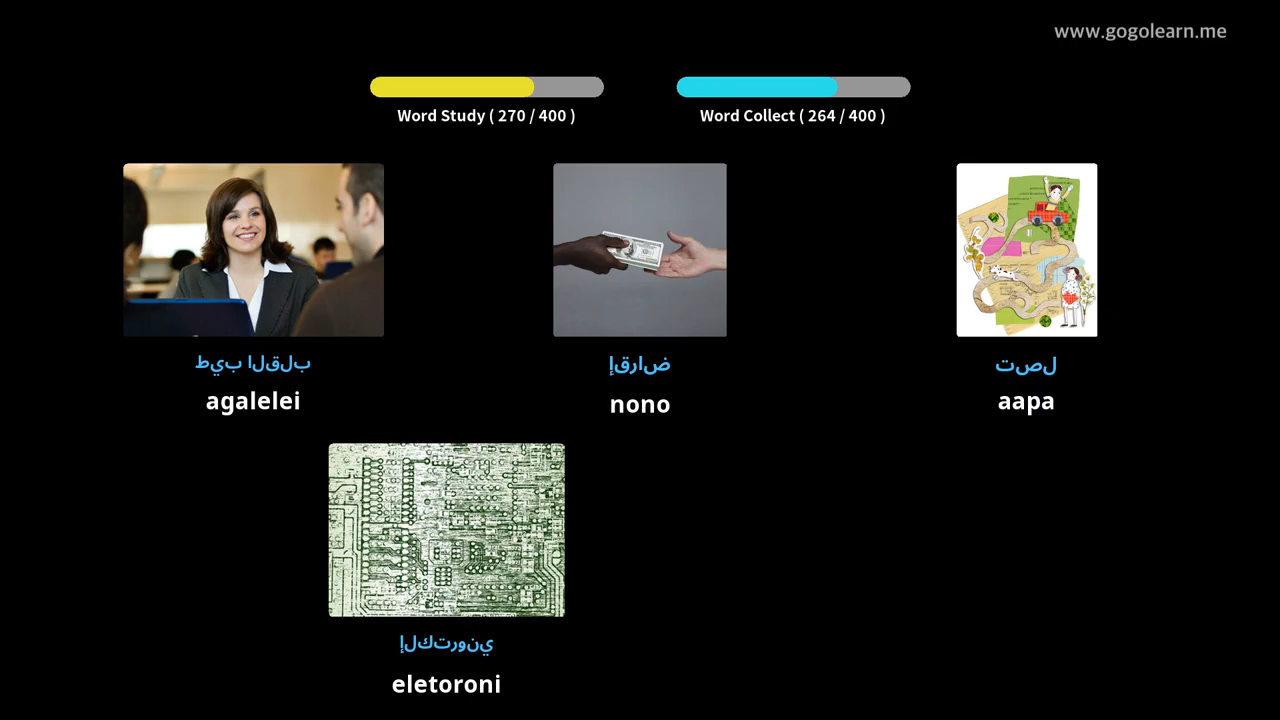 www.gogolearn.me
Word Study ( 270 / 400 )
Word Collect ( 264 / 400 )
طيب القلب
إقراض
تصل
agalelei
nono
aapa
إلكتروني
eletoroni